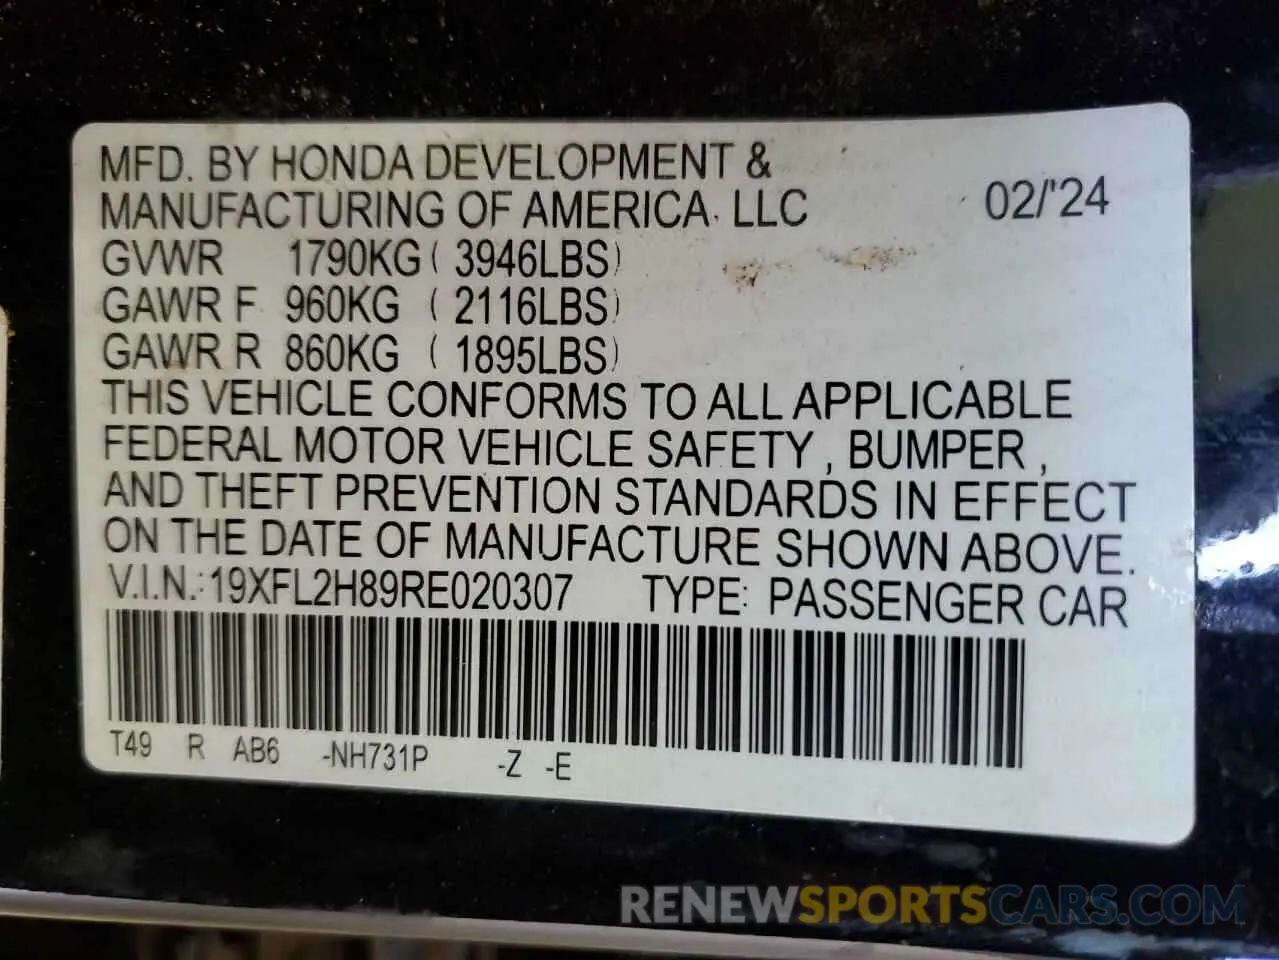 MFD. BY HONDA DEVELOPMENT &
MANUFACTURING OF AMERICA, LLC 02/'24
GVWR 1790KG ( 3946LBS)
GAWR F 960KG ( 2116LBS)
GAWR R 860KG ( 1895LBS)
THIS VEHICLE CONFORMS TO ALL APPLICABLE
FEDERAL MOTOR VEHICLE SAFETY , BUMPER ,
AND THEFT PREVENTION STANDARDS IN EFFECT
ON THE DATE OF MANUFACTURE SHOWN ABOVE.
V.I.N.: 19XFL2H89RE020307 TYPE: PASSENGER CAR
T49 R AB6 -NH731P -Z -E
RENEWSPORTSCARS.COM